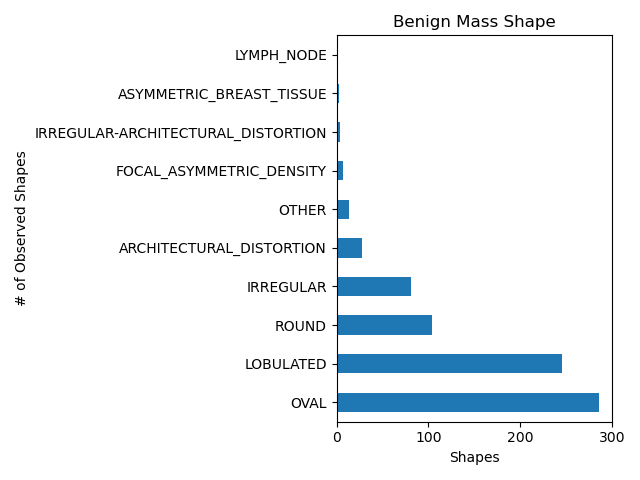 Benign Mass Shape
LYMPH_NODE
ASYMMETRIC_BREAST_TISSUE
IRREGULAR-ARCHITECTURAL_DISTORTION
FOCAL_ASYMMETRIC_DENSITY
OTHER
ARCHITECTURAL_DISTORTION
IRREGULAR
ROUND
LOBULATED
OVAL
# of Observed Shapes
0 100 200 300
Shapes